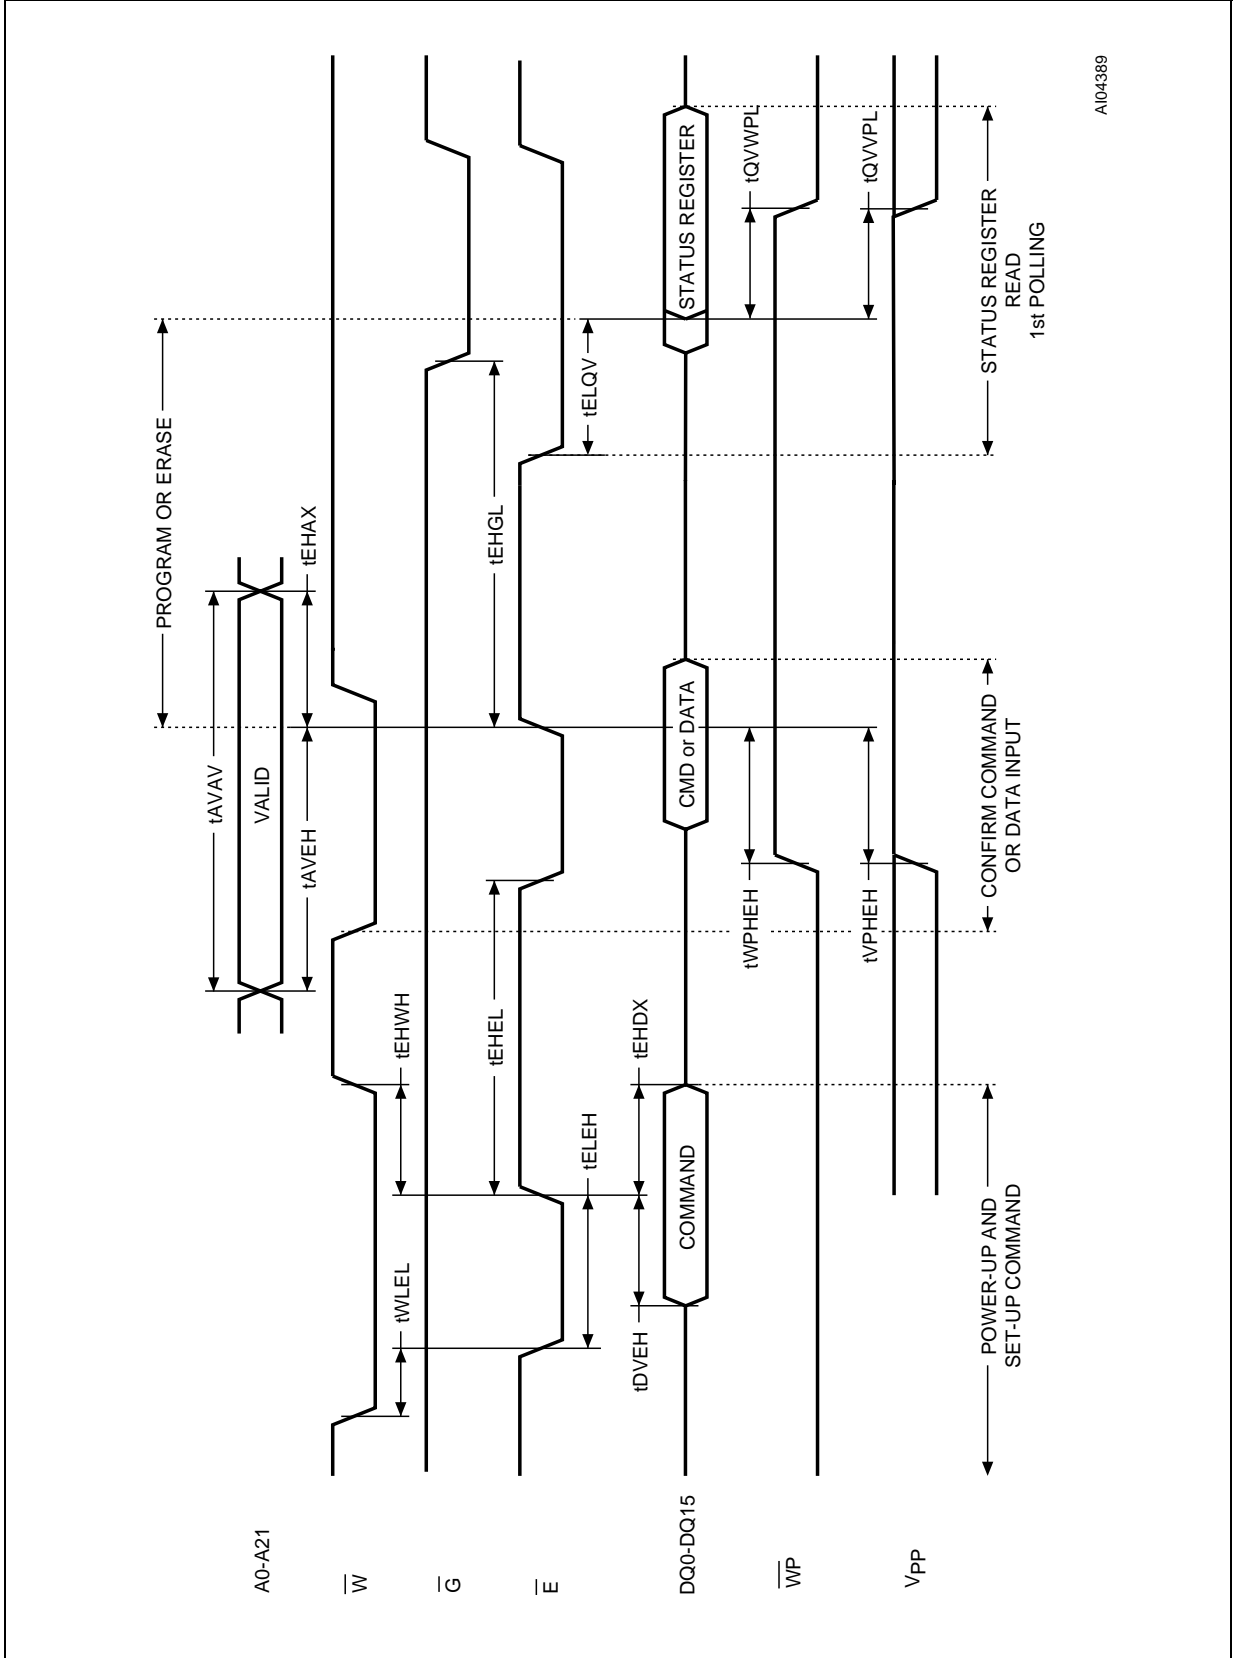 PROGRAM OR ERASE
tAVAV
A0-A21
VALID
tAVEH
tEHAX
W
tWLEL
tEHWH
G
tEHEL
tEHGL
E
tELEH
tELQV
tDVEH
tEHDX
DQ0-DQ15
COMMAND
CMD or DATA
STATUS REGISTER
tWPHEH
tQVWPL
WP
tVPHEH
tQVVPL
VPP
POWER-UP AND
SET-UP COMMAND
CONFIRM COMMAND
OR DATA INPUT
STATUS REGISTER
READ
1st POLLING
AI04389